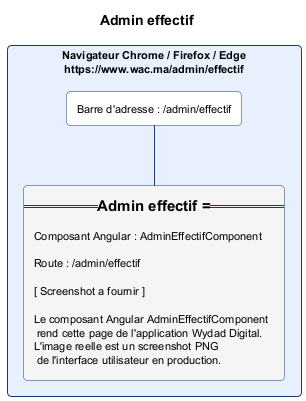 Admin effectif
Navigateur Chrome / Firefox / Edge
https://www.wac.ma/admin/effectif
Barre d'adresse : /admin/effectif
Admin effectif =
Composant Angular : AdminEffectifComponent
Route : /admin/effectif
[ Screenshot a fournir ]
Le composant Angular AdminEffectifComponent
rend cette page de l'application Wydad Digital.
L'image reelle est un screenshot PNG
de l'interface utilisateur en production.